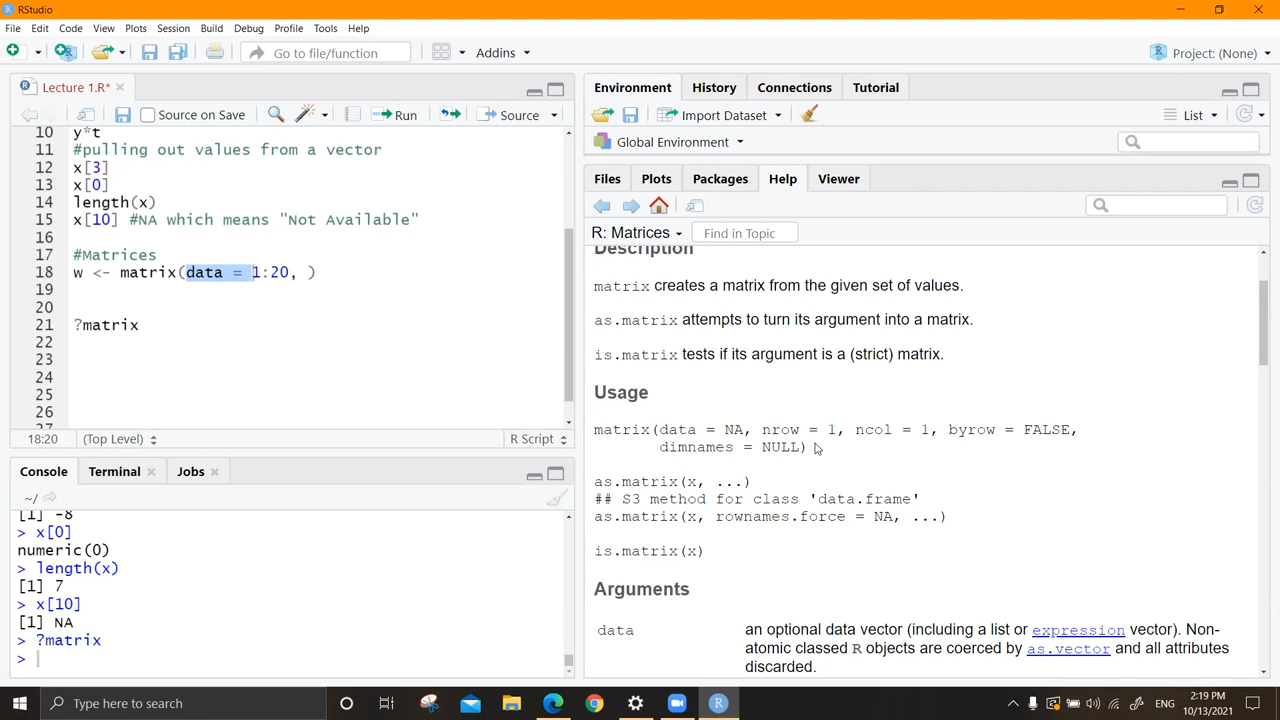 RStudio
File Edit Code View Plots Session Build Debug Profile Tools Help
Go to file/function Addins Project: (None)
Lecture 1.R*
Source on Save Run Source
10 y*t
11 #pulling out values from a vector
12 x[3]
13 x[0]
14 length(x)
15 x[10] #NA which means "Not Available"
16
17 #Matrices
18 w <- matrix(data = 1:20, )
19
20
21 ?matrix
22
23
24
25
26
27
18:20 (Top Level) R Script
Console Terminal Jobs
~/
[1] -8
> x[0]
numeric(0)
> length(x)
[1] 7
> x[10]
[1] NA
> ?matrix
>
Environment History Connections Tutorial
Import Dataset List
Global Environment
Files Plots Packages Help Viewer
R: Matrices Find in Topic
Description
matrix creates a matrix from the given set of values.
as.matrix attempts to turn its argument into a matrix.
is.matrix tests if its argument is a (strict) matrix.
Usage
matrix(data = NA, nrow = 1, ncol = 1, byrow = FALSE,
dimnames = NULL)
as.matrix(x, ...)
## S3 method for class 'data.frame'
as.matrix(x, rownames.force = NA, ...)
is.matrix(x)
Arguments
data an optional data vector (including a list or expression vector). Non-
atomic classed R objects are coerced by as.vector and all attributes
discarded.
Type here to search
ENG
2:19 PM
10/13/2021